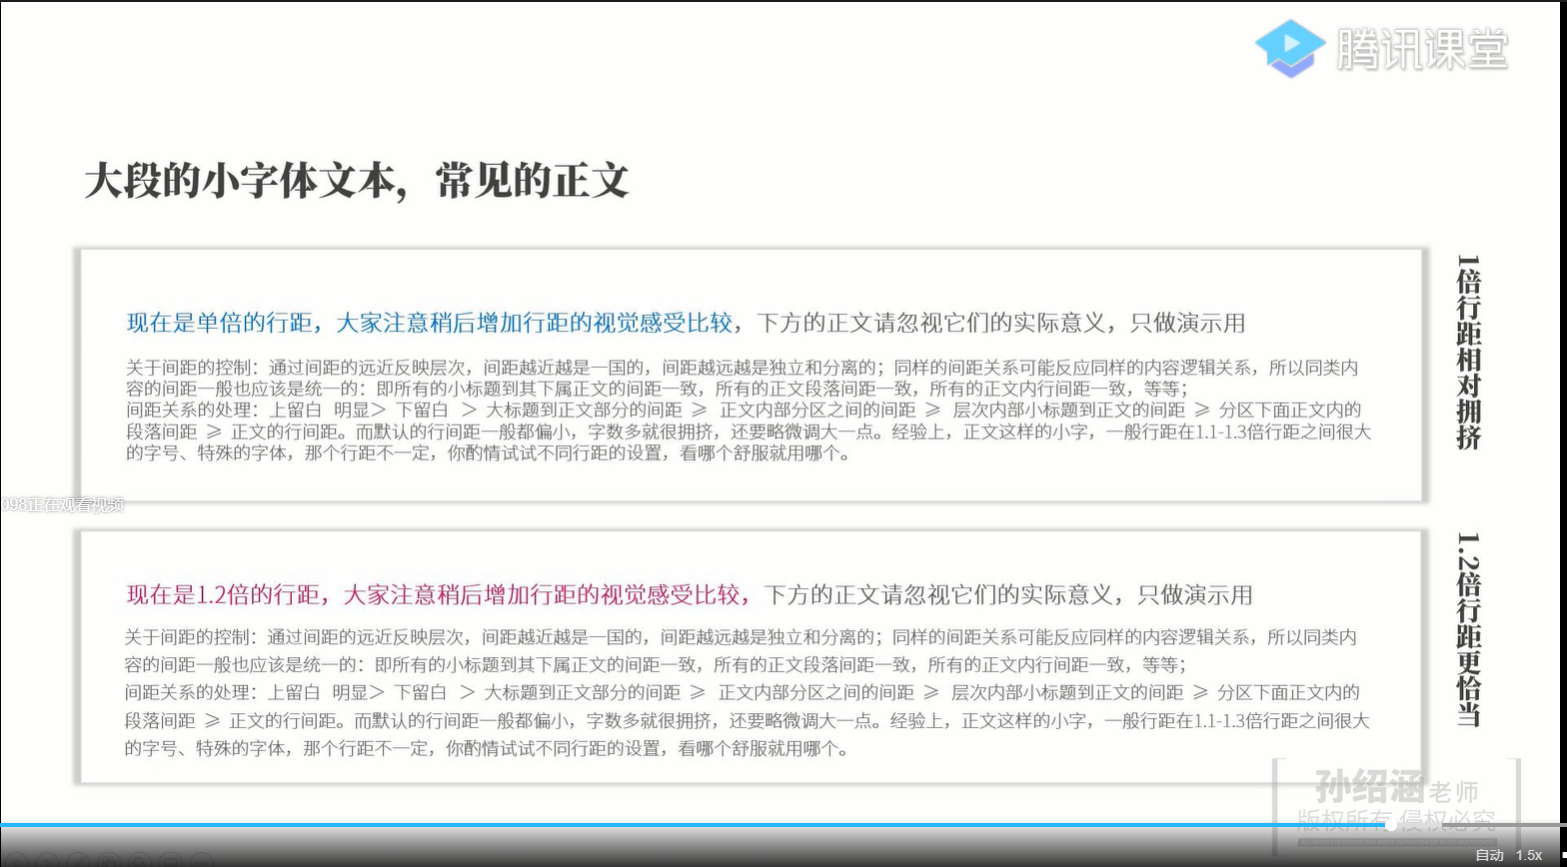 腾讯课堂
大段的小字体文本，常见的正文
1倍行距相对拥挤
现在是单倍的行距，大家注意稍后增加行距的视觉感受比较，下方的正文请忽视它们的实际意义，只做演示用
关于间距的控制：通过间距的远近反映层次，间距越近越是一国的，间距越远越是独立和分离的；同样的间距关系可能反应同样的内容逻辑关系，所以同类内
容的间距一般也应该是统一的：即所有的小标题到其下属正文的间距一致，所有的正文段落间距一致，所有的正文内行间距一致，等等；
间距关系的处理：上留白 明显＞ 下留白 ＞ 大标题到正文部分的间距 ⩾ 正文内部分区之间的间距 ⩾ 层次内部小标题到正文的间距 ⩾ 分区下面正文内的
段落间距 ⩾ 正文的行间距。而默认的行间距一般都偏小，字数多就很拥挤，还要略微调大一点。经验上，正文这样的小字，一般行距在1.1-1.3倍行距之间很大
的字号、特殊的字体，那个行距不一定，你酌情试试不同行距的设置，看哪个舒服就用哪个。
098正在观看视频
1.2倍行距更恰当
现在是1.2倍的行距，大家注意稍后增加行距的视觉感受比较，下方的正文请忽视它们的实际意义，只做演示用
关于间距的控制：通过间距的远近反映层次，间距越近越是一国的，间距越远越是独立和分离的；同样的间距关系可能反应同样的内容逻辑关系，所以同类内
容的间距一般也应该是统一的：即所有的小标题到其下属正文的间距一致，所有的正文段落间距一致，所有的正文内行间距一致，等等；
间距关系的处理：上留白 明显＞ 下留白 ＞ 大标题到正文部分的间距 ⩾ 正文内部分区之间的间距 ⩾ 层次内部小标题到正文的间距 ⩾ 分区下面正文内的
段落间距 ⩾ 正文的行间距。而默认的行间距一般都偏小，字数多就很拥挤，还要略微调大一点。经验上，正文这样的小字，一般行距在1.1-1.3倍行距之间很大
的字号、特殊的字体，那个行距不一定，你酌情试试不同行距的设置，看哪个舒服就用哪个。
孙绍涵老师
版权所有 侵权必究
自动 1.5x